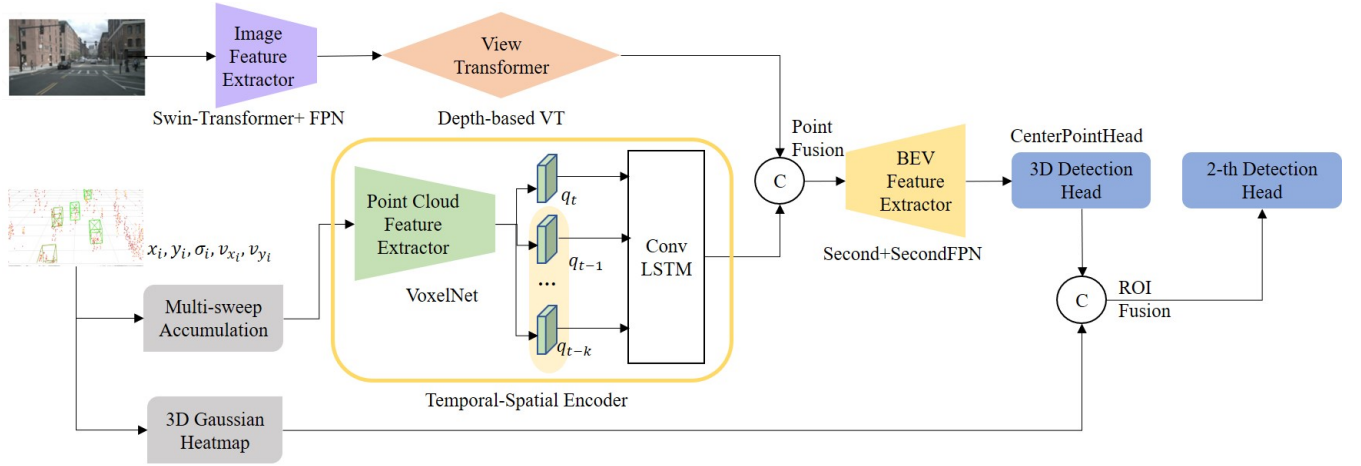 Image
Feature
Extractor
Swin-Transformer+ FPN
View
Transformer
Depth-based VT
Point
Fusion
C
BEV
Feature
Extractor
Second+SecondFPN
CenterPointHead
3D Detection
Head
2-th Detection
Head
x_i, y_i, σ_i, v_{x_i}, v_{y_i}
Multi-sweep
Accumulation
Point Cloud
Feature
Extractor
VoxelNet
q_t
q_{t−1}
...
q_{t−k}
Conv
LSTM
Temporal-Spatial Encoder
C
ROI
Fusion
3D Gaussian
Heatmap